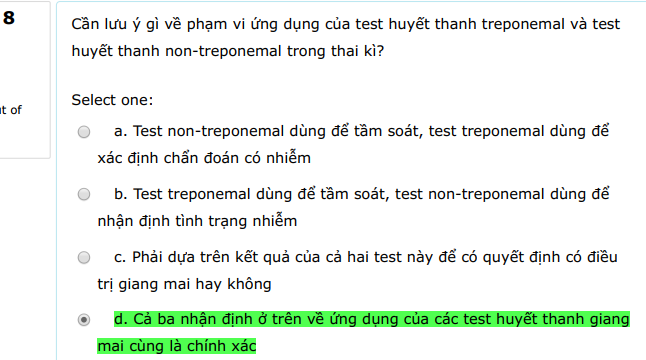 8
Cần lưu ý gì về phạm vi ứng dụng của test huyết thanh treponemal và test
huyết thanh non-treponemal trong thai kì?
Select one:
t of
a. Test non-treponemal dùng để tầm soát, test treponemal dùng để
xác định chẩn đoán có nhiễm
b. Test treponemal dùng để tầm soát, test non-treponemal dùng để
nhận định tình trạng nhiễm
c. Phải dựa trên kết quả của cả hai test này để có quyết định có điều
trị giang mai hay không
d. Cả ba nhận định ở trên về ứng dụng của các test huyết thanh giang
mai cùng là chính xác